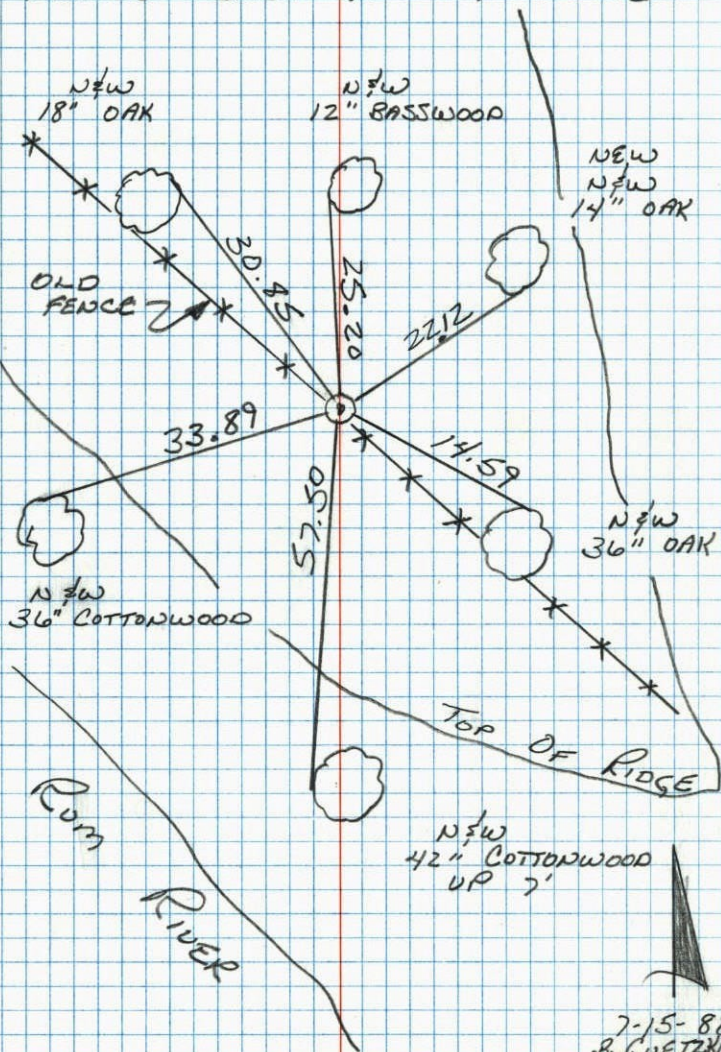 N&W
18" OAK
N&W
12" BASSWOOD
NEW
N&W
14" OAK
OLD
FENCE
30.85
25.20
22.12
33.89
14.59
57.50
N&W
36" OAK
N&W
36" COTTONWOOD
TOP OF RIDGE
RUM
RIVER
N&W
42" COTTONWOOD
UP 7'